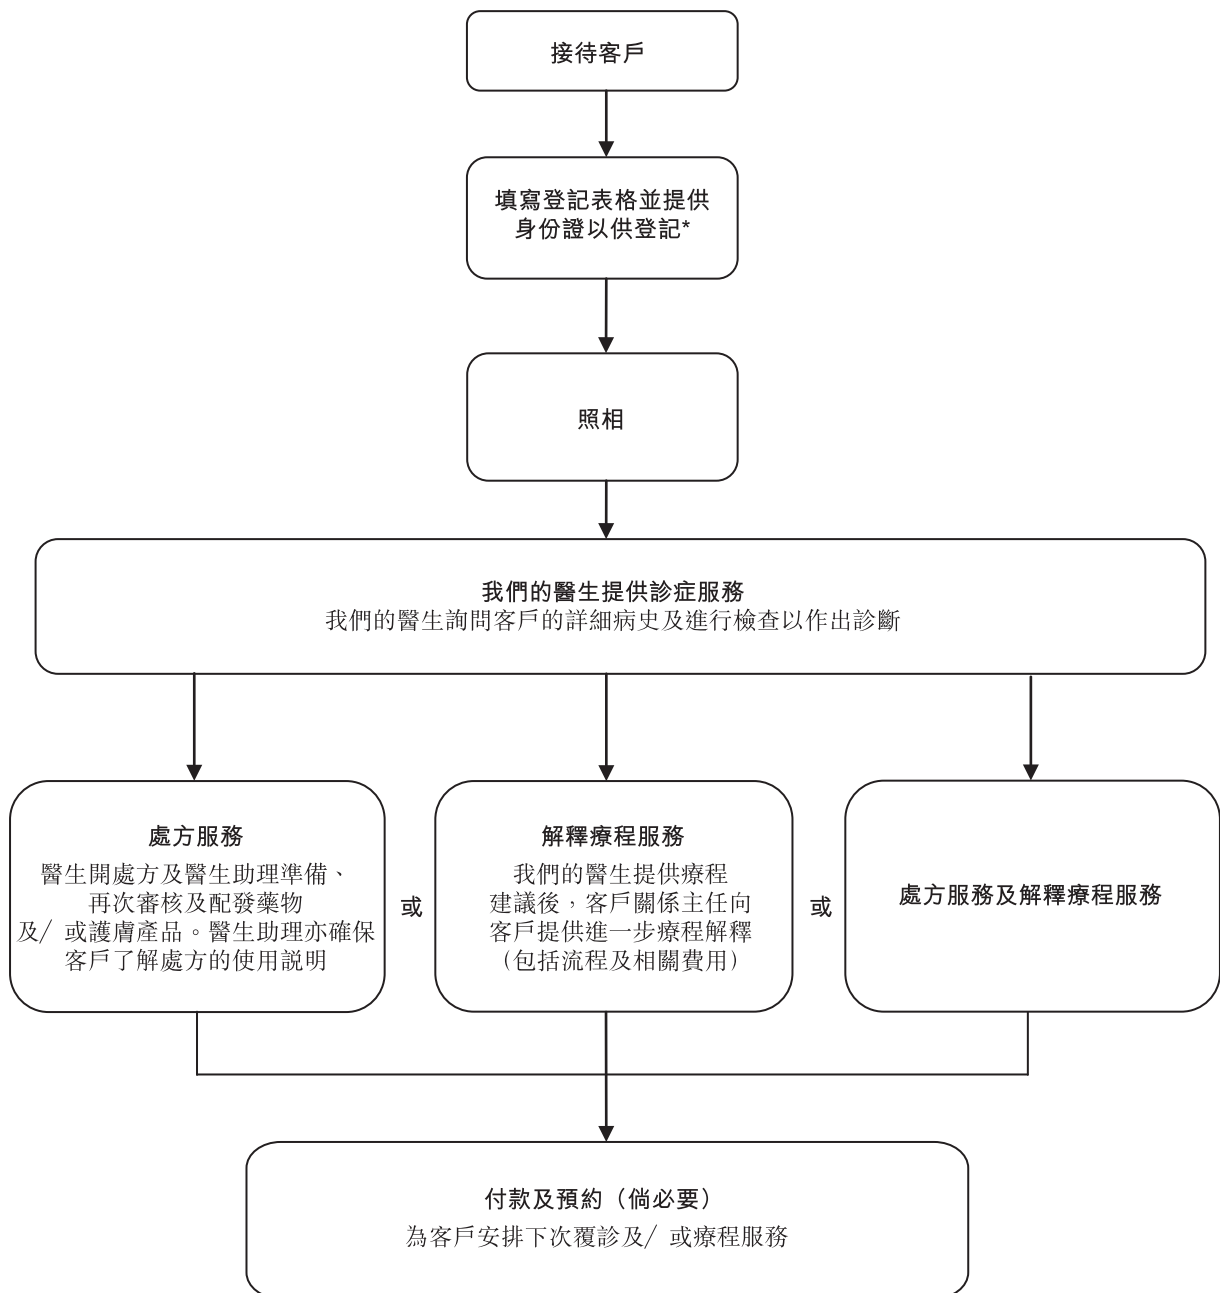 接待客戶
填寫登記表格並提供
身份證以供登記*
照相
我們的醫生提供診症服務
我們的醫生詢問客戶的詳細病史及進行檢查以作出診斷
處方服務
醫生開處方及醫生助理準備、
再次審核及配發藥物
及/ 或護膚產品。醫生助理亦確保
客戶了解處方的使用說明
或
解釋療程服務
我們的醫生提供療程
建議後，客戶關係主任向
客戶提供進一步療程解釋
（包括流程及相關費用）
或
處方服務及解釋療程服務
付款及預約（倘必要）
為客戶安排下次覆診及/ 或療程服務